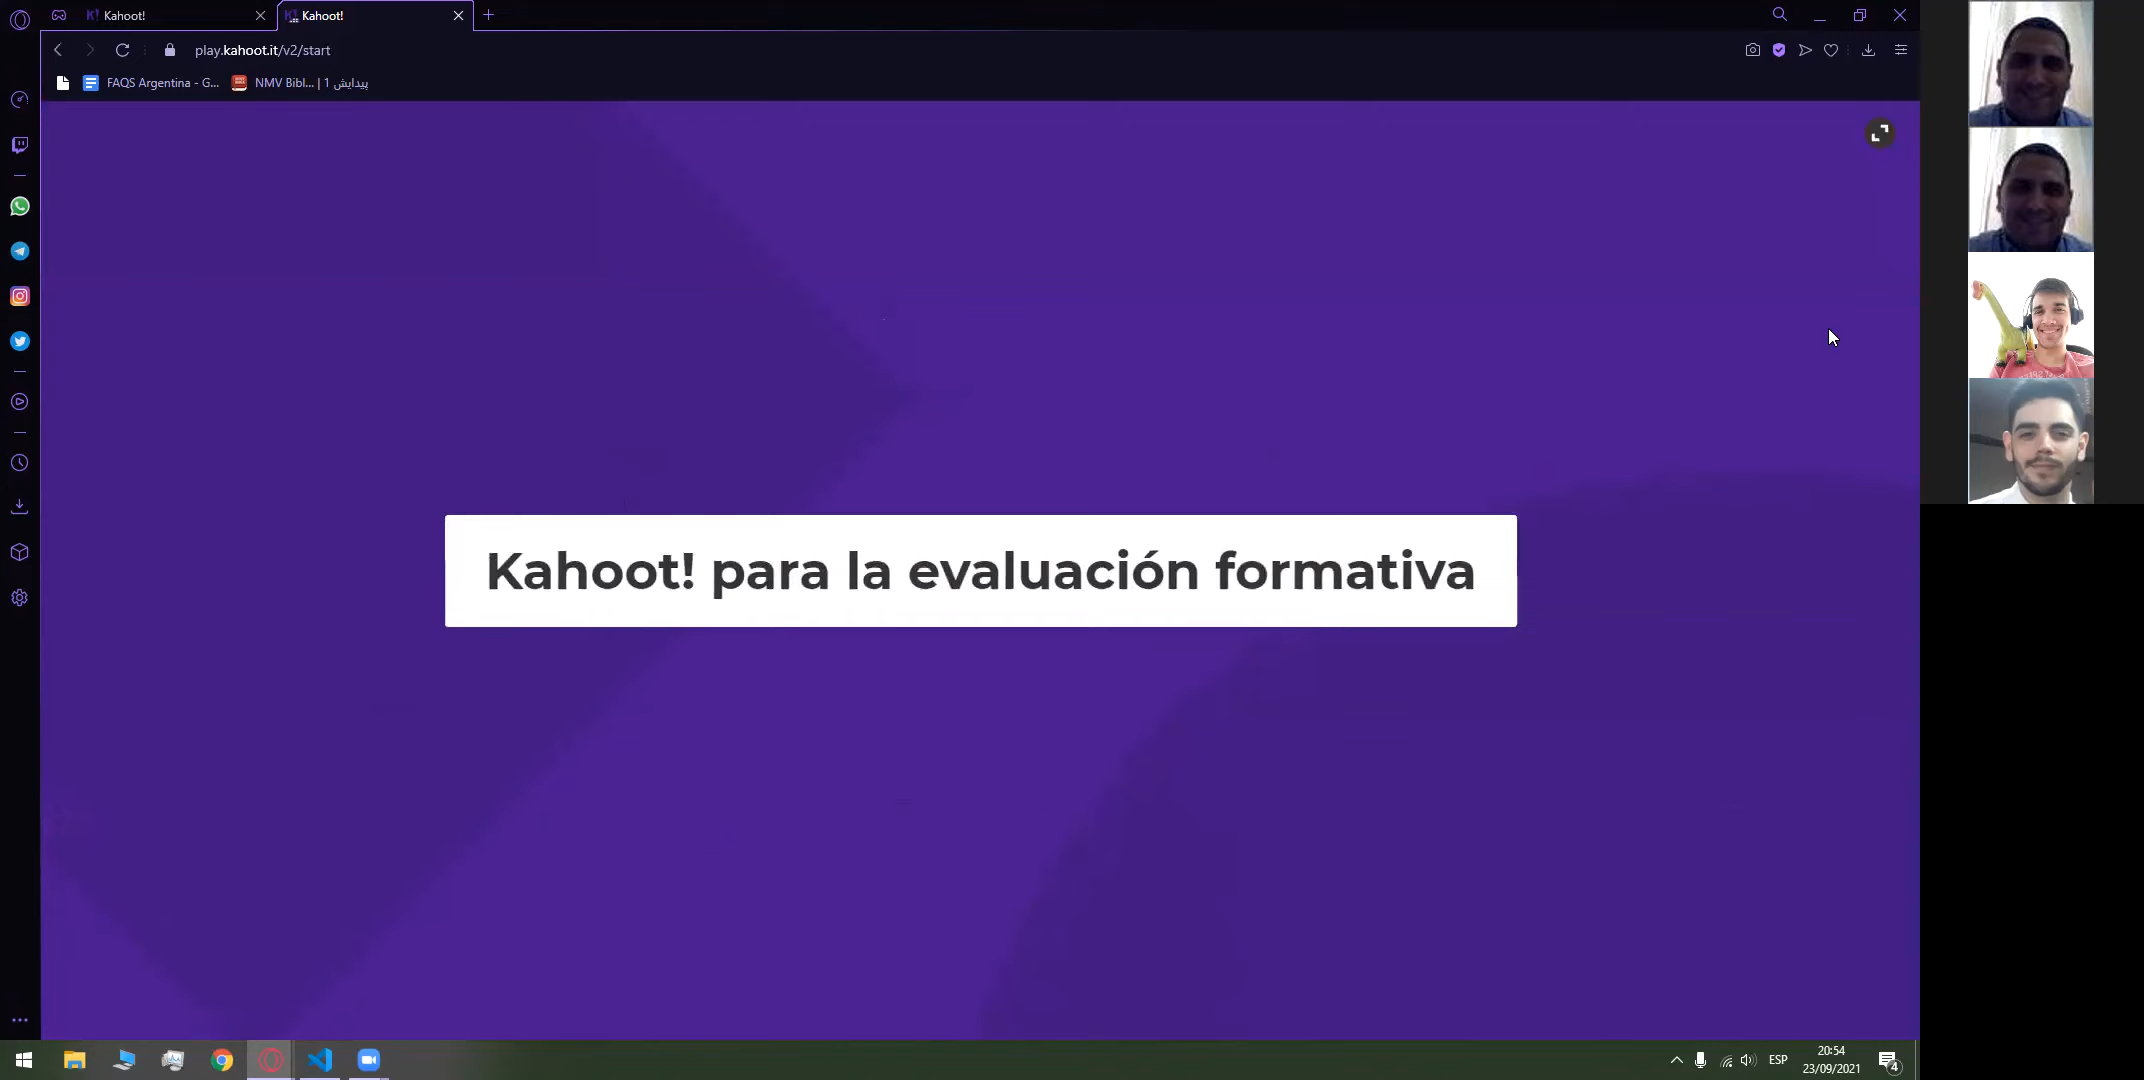 Kahoot!
Kahoot!
play.kahoot.it/v2/start
FAQS Argentina - G...
NMV Bibl... | 1 پیدایش
Kahoot! para la evaluación formativa
ESP
20:54
23/09/2021
4